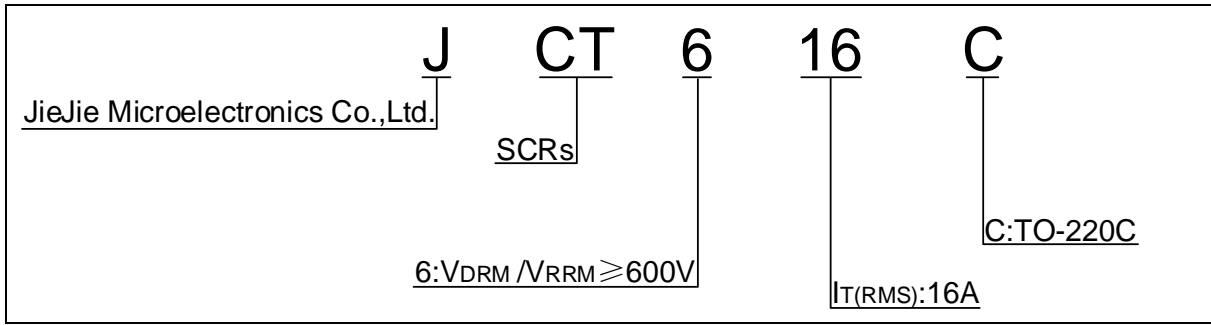 J CT 6 16 C
JieJie Microelectronics Co.,Ltd.
SCRs
C:TO-220C
6:VDRM /VRRM≥600V
IT(RMS):16A